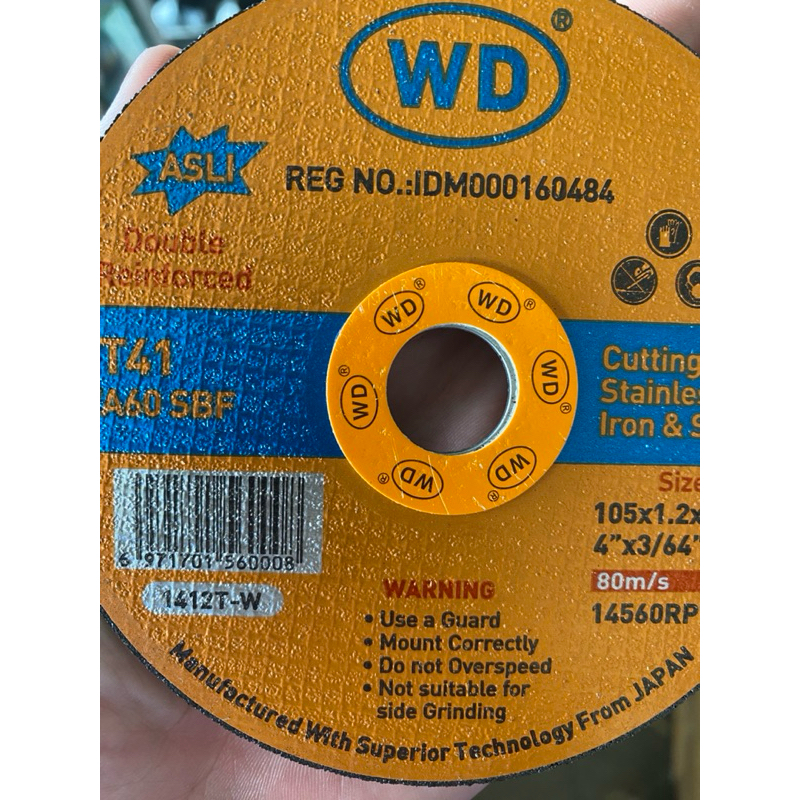 WD®
ASLI
REG NO.:IDM000160484
Double
Reinforced
T41
A60 SBF
WD®
WD®
WD®
WD®
WD®
WD®
Cutting
Stainle
Iron & S
Size
105x1.2x
4"x3/64"
80m/s
14560RP
6 971701 560008
1412T-W
WARNING
• Use a Guard
• Mount Correctly
• Do not Overspeed
• Not suitable for
side Grinding
Manufactured With Superior Technology From JAPAN